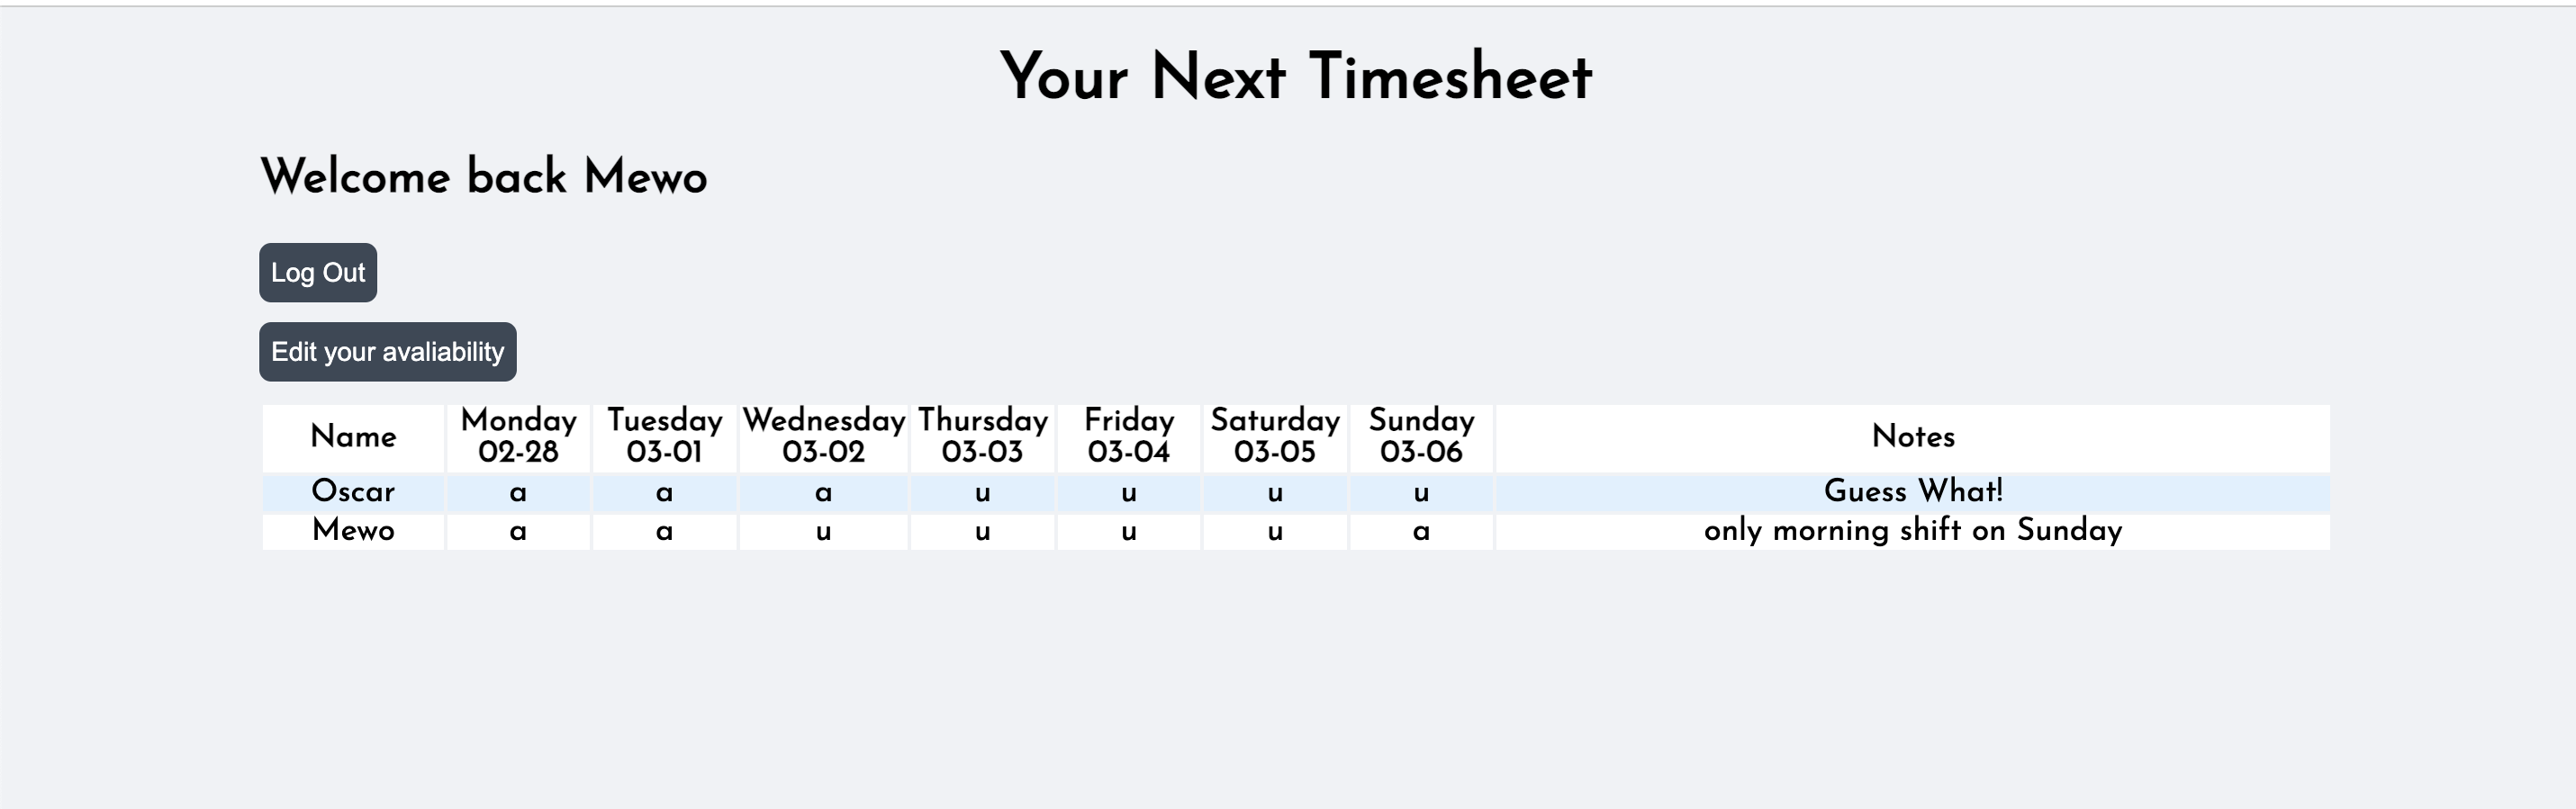 Your Next Timesheet
Welcome back Mewo
Log Out
Edit your avaliability
Name Monday 02-28 Tuesday 03-01 Wednesday 03-02 Thursday 03-03 Friday 03-04 Saturday 03-05 Sunday 03-06 Notes
Oscar a a a u u u u Guess What!
Mewo a a u u u u a only morning shift on Sunday